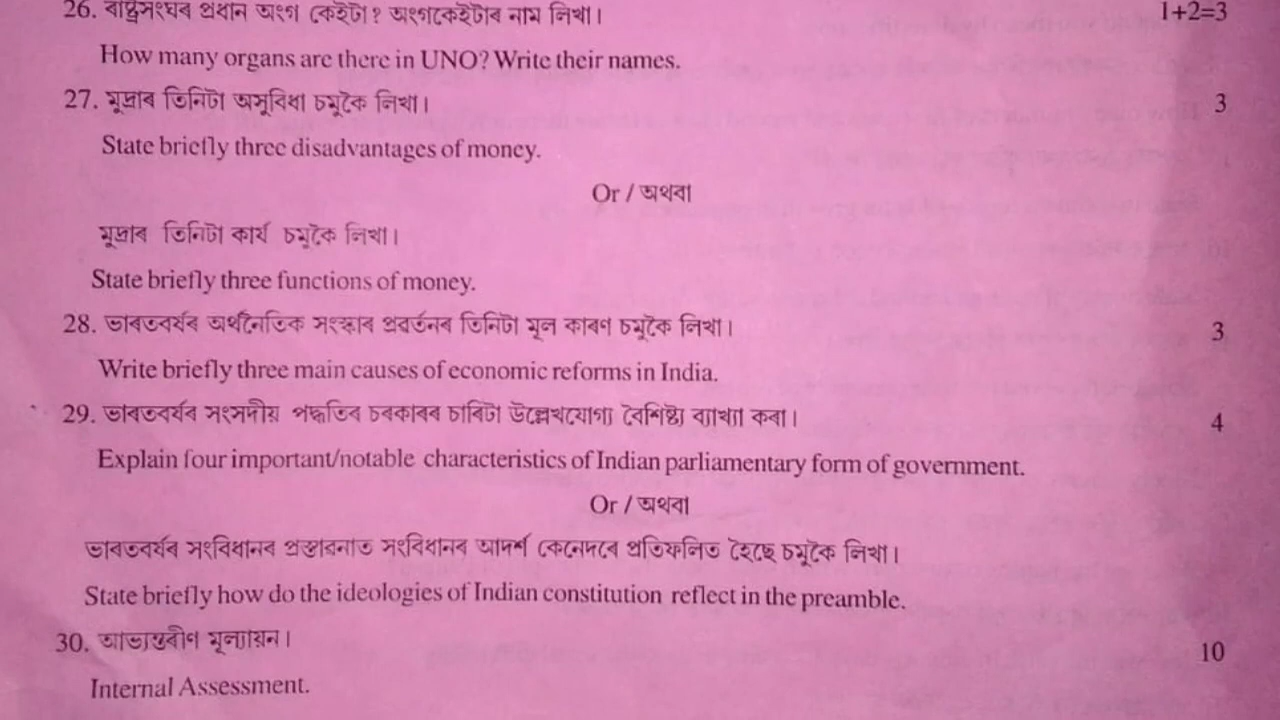 26. ৰাষ্ট্ৰসংঘৰ প্ৰধান অংগ কেইটা? অংগকেইটাৰ নাম লিখা। 1+2=3
How many organs are there in UNO? Write their names.
27. মুদ্ৰাৰ তিনিটা অসুবিধা চমুকৈ লিখা। 3
State briefly three disadvantages of money.
Or / অথবা
মুদ্ৰাৰ তিনিটা কাৰ্য চমুকৈ লিখা।
State briefly three functions of money.
28. ভাৰতবৰ্ষৰ অৰ্থনৈতিক সংস্কাৰ প্ৰৱৰ্তনৰ তিনিটা মূল কাৰণ চমুকৈ লিখা। 3
Write briefly three main causes of economic reforms in India.
29. ভাৰতবৰ্ষৰ সংসদীয় পদ্ধতিৰ চৰকাৰৰ চাৰিটা উল্লেখযোগ্য বৈশিষ্ট্য ব্যাখ্যা কৰা। 4
Explain four important/notable characteristics of Indian parliamentary form of government.
Or / অথবা
ভাৰতবৰ্ষৰ সংবিধানৰ প্ৰস্তাৱনাত সংবিধানৰ আদৰ্শ কেনেদৰে প্ৰতিফলিত হৈছে চমুকৈ লিখা।
State briefly how do the ideologies of Indian constitution reflect in the preamble.
30. আভ্যন্তৰীণ মূল্যায়ন। 10
Internal Assessment.